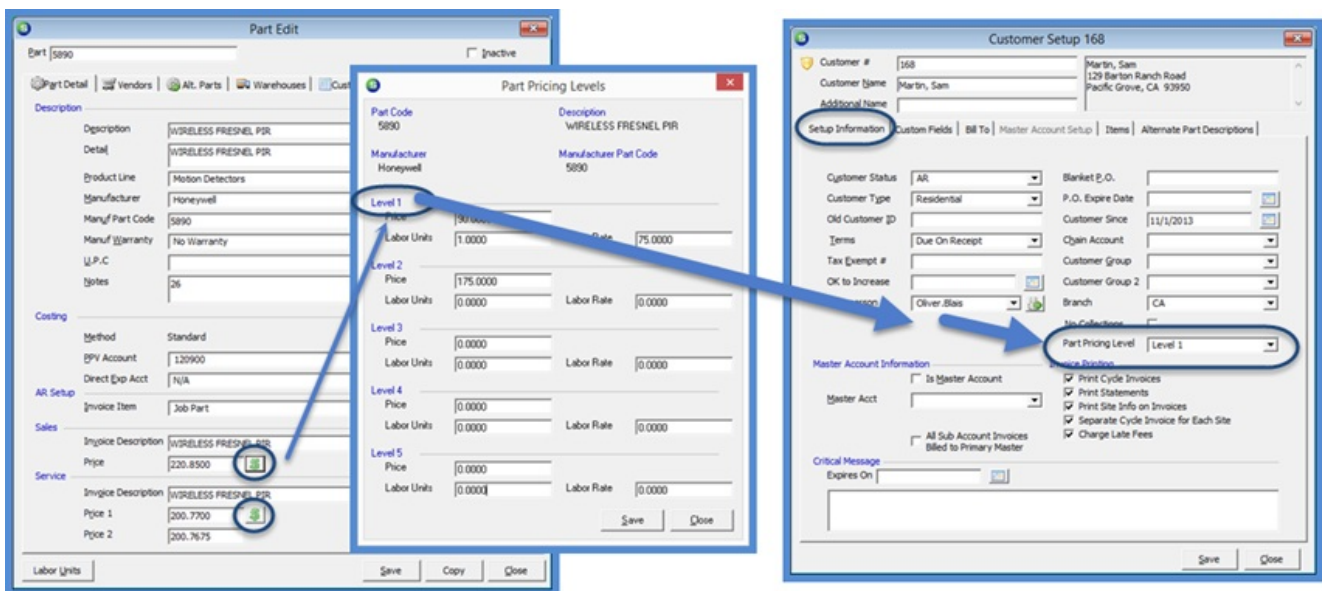 Part Edit
Part 5890
Inactive
Part Detail Vendors Alt. Parts Warehouses Cust
Description
Description WIRELESS FRESNEL PIR
Detail WIRELESS FRESNEL PIR
Product Line Motion Detectors
Manufacturer Honeywell
Manuf Part Code 5890
Manuf Warranty No Warranty
U.P.C
Notes 26
Costing
Method Standard
PPV Account 120900
Direct Exp Acct N/A
AR Setup
Invoice Item Job Part
Sales
Invoice Description WIRELESS FRESNEL PIR
Price 220.8500
Service
Invoice Description WIRELESS FRESNEL PIR
Price 1 200.7700
Price 2 200.7675
Labor Units Save Copy Close
Part Pricing Levels
Part Code Description
5890 WIRELESS FRESNEL PIR
Manufacturer Manufacturer Part Code
Honeywell 5890
Level 1
Price 90.0000
Labor Units 1.0000 Rate 75.0000
Level 2
Price 175.0000
Labor Units 0.0000 Labor Rate 0.0000
Level 3
Price 0.0000
Labor Units 0.0000 Labor Rate 0.0000
Level 4
Price 0.0000
Labor Units 0.0000 Labor Rate 0.0000
Level 5
Price 0.0000
Labor Units 0.0000 Labor Rate 0.0000
Save Close
Customer Setup 168
Customer # 168
Customer Name Martin, Sam
Additional Name
Martin, Sam
129 Barton Ranch Road
Pacific Grove, CA 93950
Setup Information Custom Fields Bill To Master Account Setup Items Alternate Part Descriptions
Customer Status AR Blanket P.O.
Customer Type Residential P.O. Expire Date
Old Customer ID Customer Since 11/1/2013
Terms Due On Receipt Chain Account
Tax Exempt # Customer Group
OK to Increase Customer Group 2
Oliver.Blais Branch CA
No Collections
Part Pricing Level Level 1
Master Account Information Invoice Printing
Is Master Account Print Cycle Invoices
Print Statements
Master Acct Print Site Info on Invoices
Separate Cycle Invoice for Each Site
All Sub Account Invoices Charge Late Fees
Billed to Primary Master
Critical Message
Expires On
Save Close